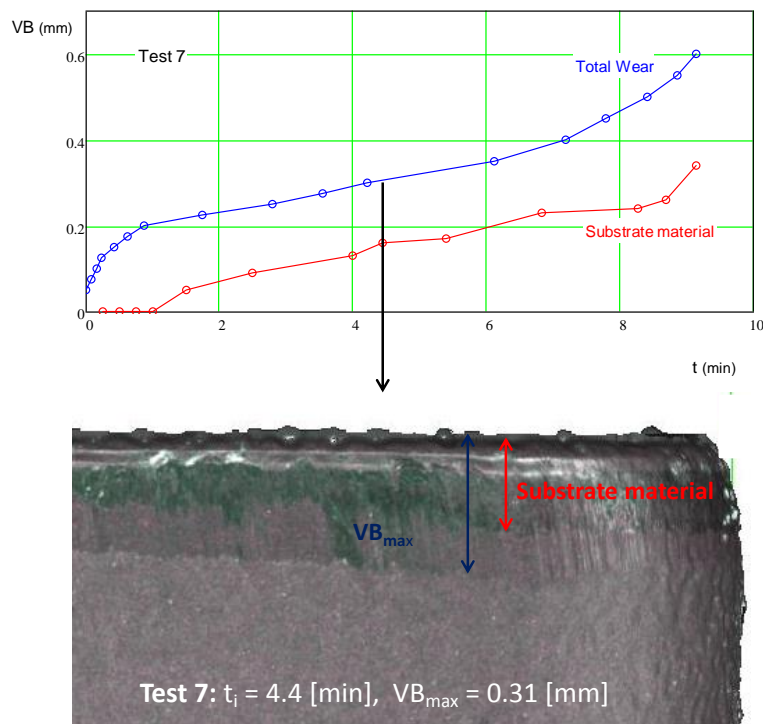 VB (mm)
Test 7
Total Wear
Substrate material
0.6
0.4
0.2
0
0 2 4 6 8 10
t (min)
Substrate material
VBmax
Test 7: ti = 4.4 [min], VBmax = 0.31 [mm]